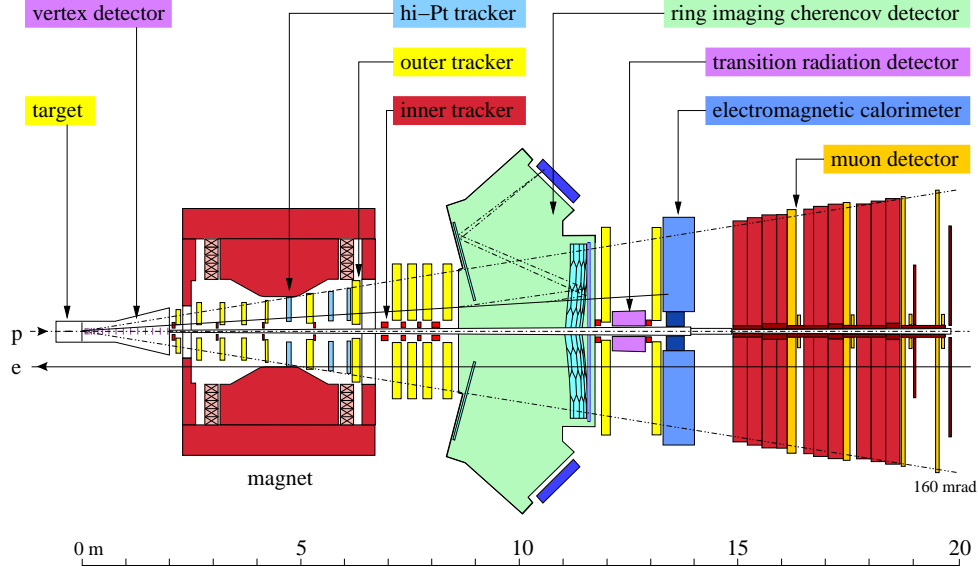 vertex detector
hi−Pt tracker
ring imaging cherencov detector
outer tracker
transition radiation detector
target
inner tracker
electromagnetic calorimeter
muon detector
p
e
magnet
160 mrad
0 m
5
10
15
20